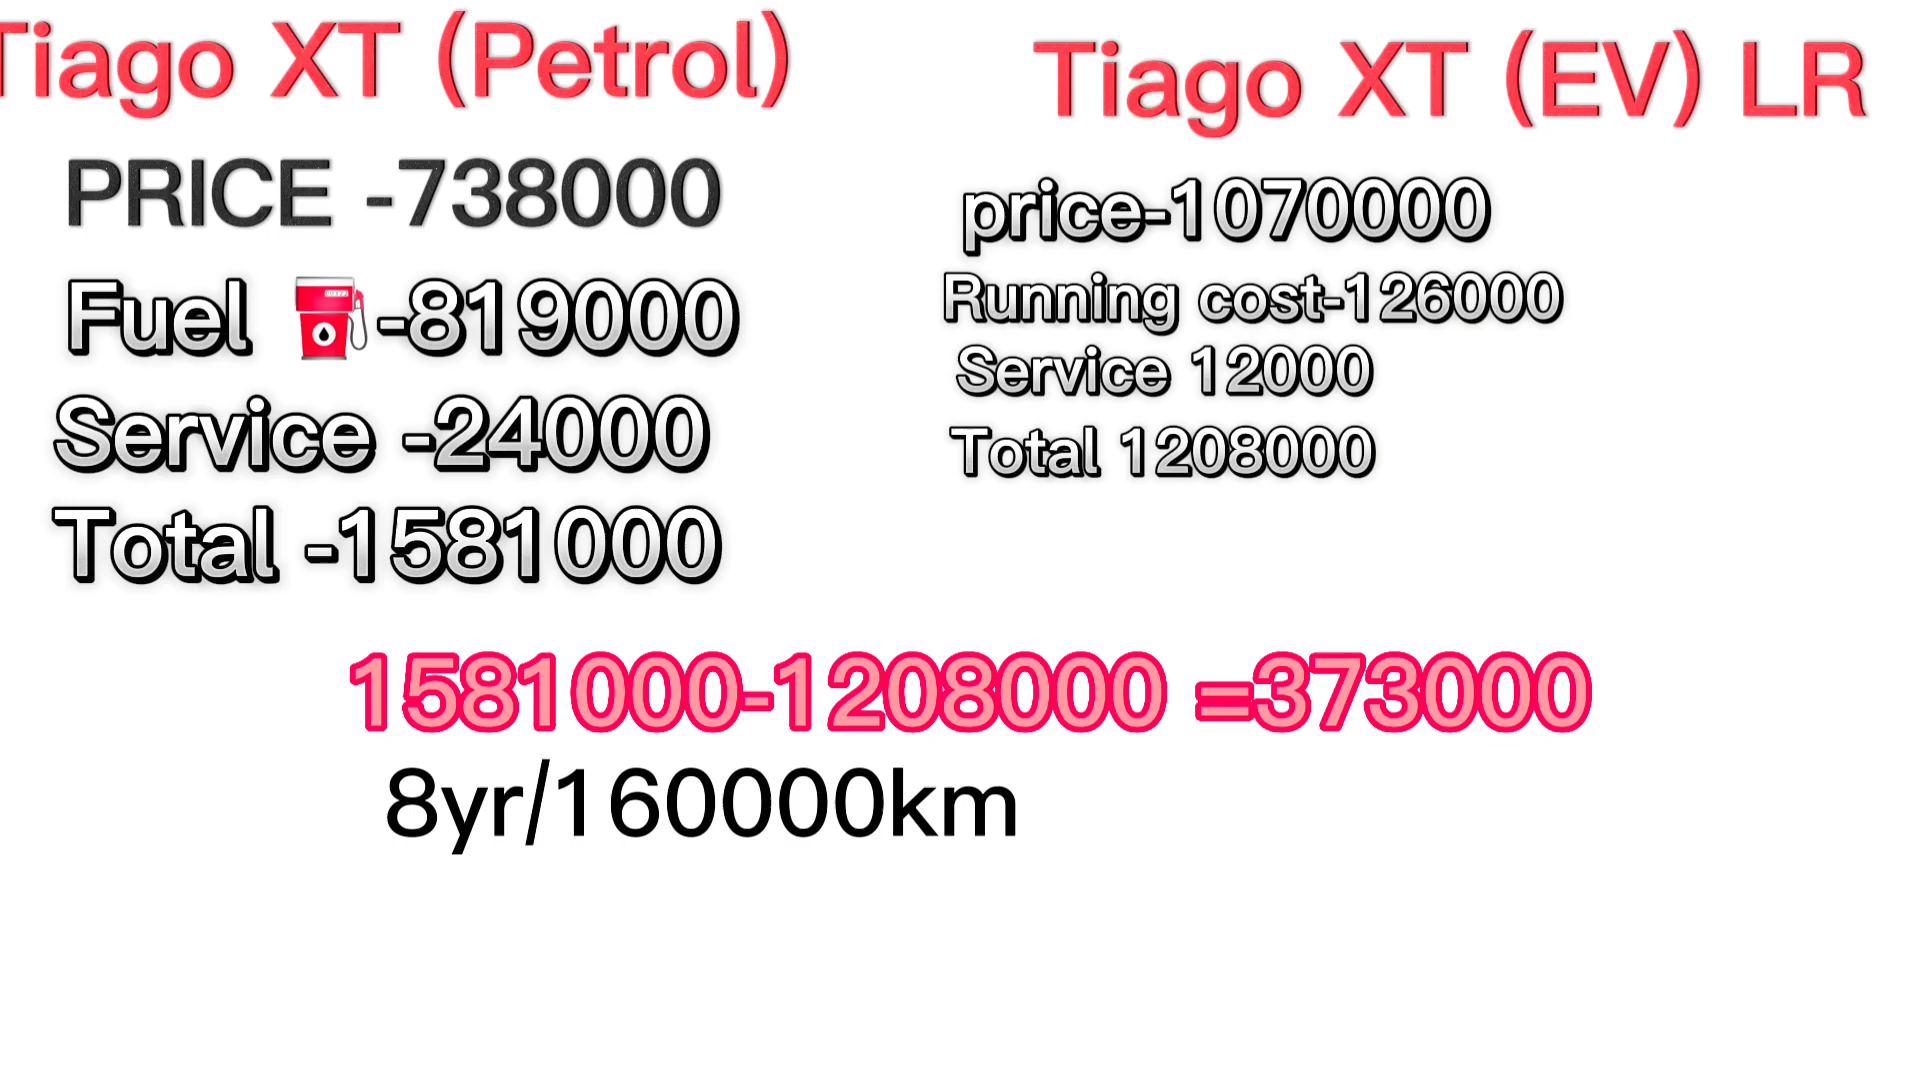 Tiago XT (Petrol)
PRICE -738000
Fuel ⛽-819000
Service -24000
Total -1581000
Tiago XT (EV) LR
price-1070000
Running cost-126000
Service 12000
Total 1208000
1581000-1208000 =373000
8yr/160000km